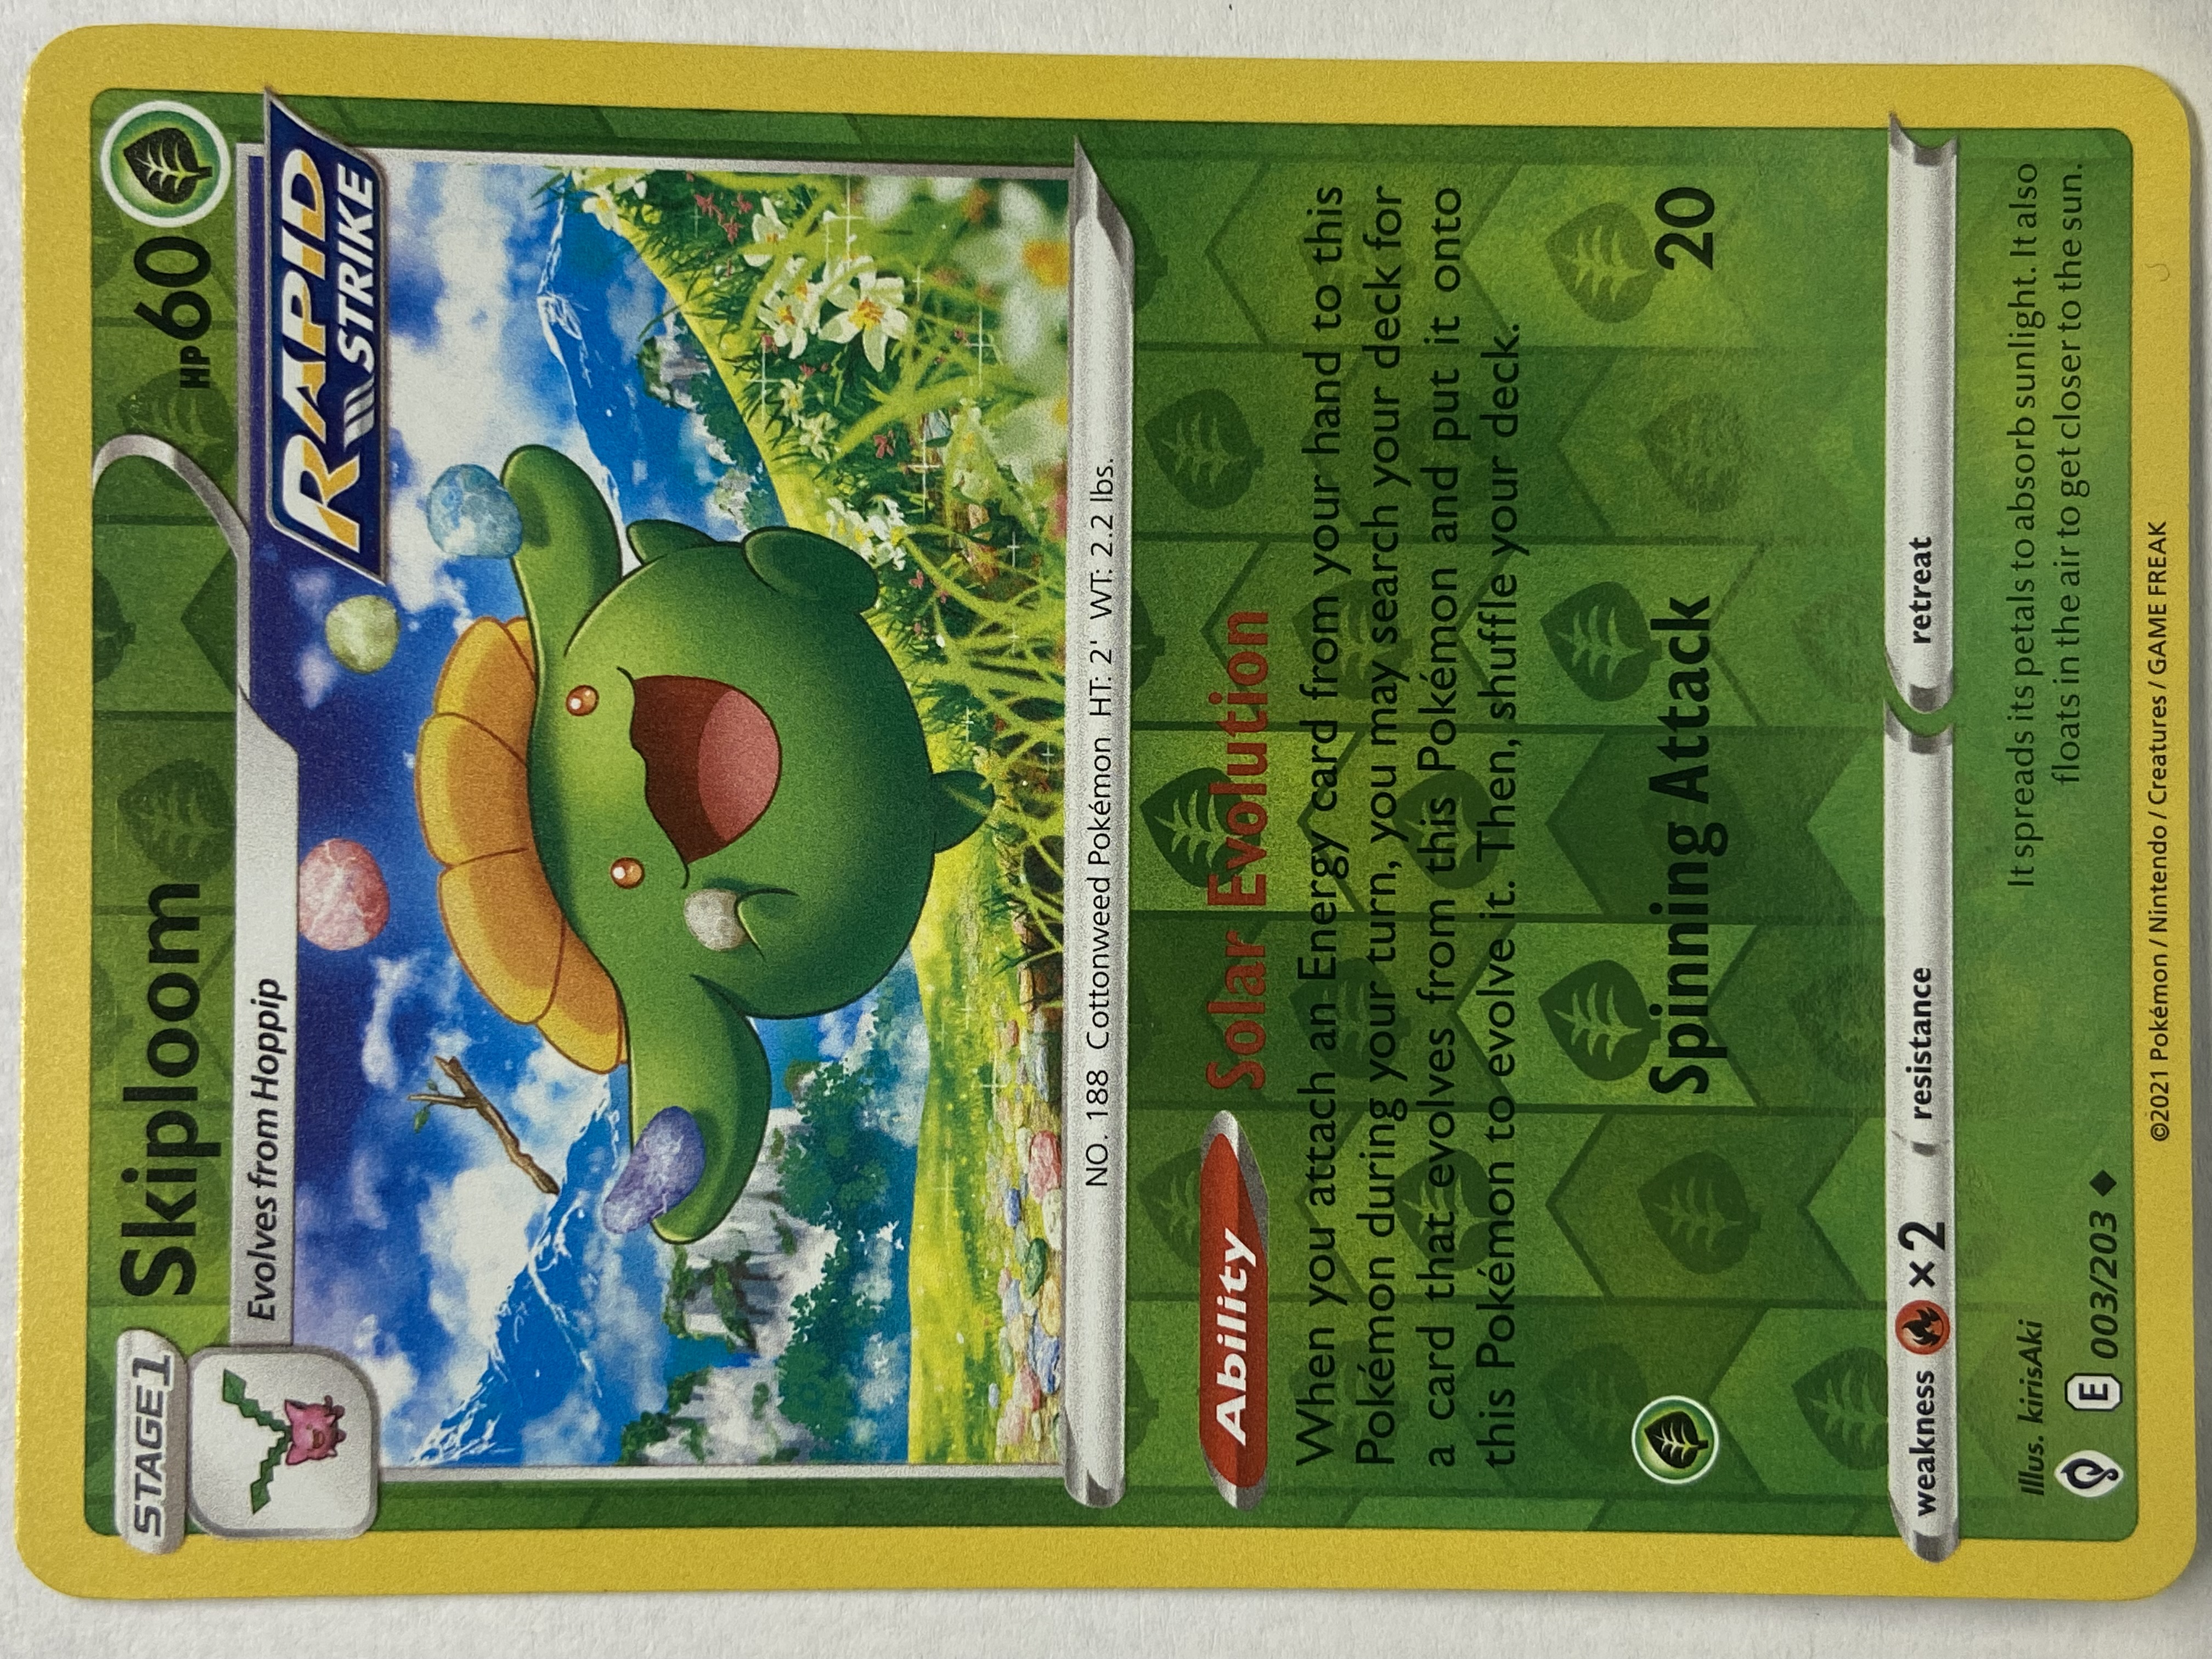 STAGE1
Skiploom
HP60
Evolves from Hoppip
RAPID
STRIKE
NO. 188 Cottonweed Pokémon HT: 2' WT: 2.2 lbs.
Ability Solar Evolution
When you attach an Energy card from your hand to this
Pokémon during your turn, you may search your deck for
a card that evolves from this Pokémon and put it onto
this Pokémon to evolve it. Then, shuffle your deck.
Spinning Attack 20
weakness ×2 resistance retreat
Illus. kirisAki
It spreads its petals to absorb sunlight. It also
floats in the air to get closer to the sun.
E 003/203
©2021 Pokémon / Nintendo / Creatures / GAME FREAK